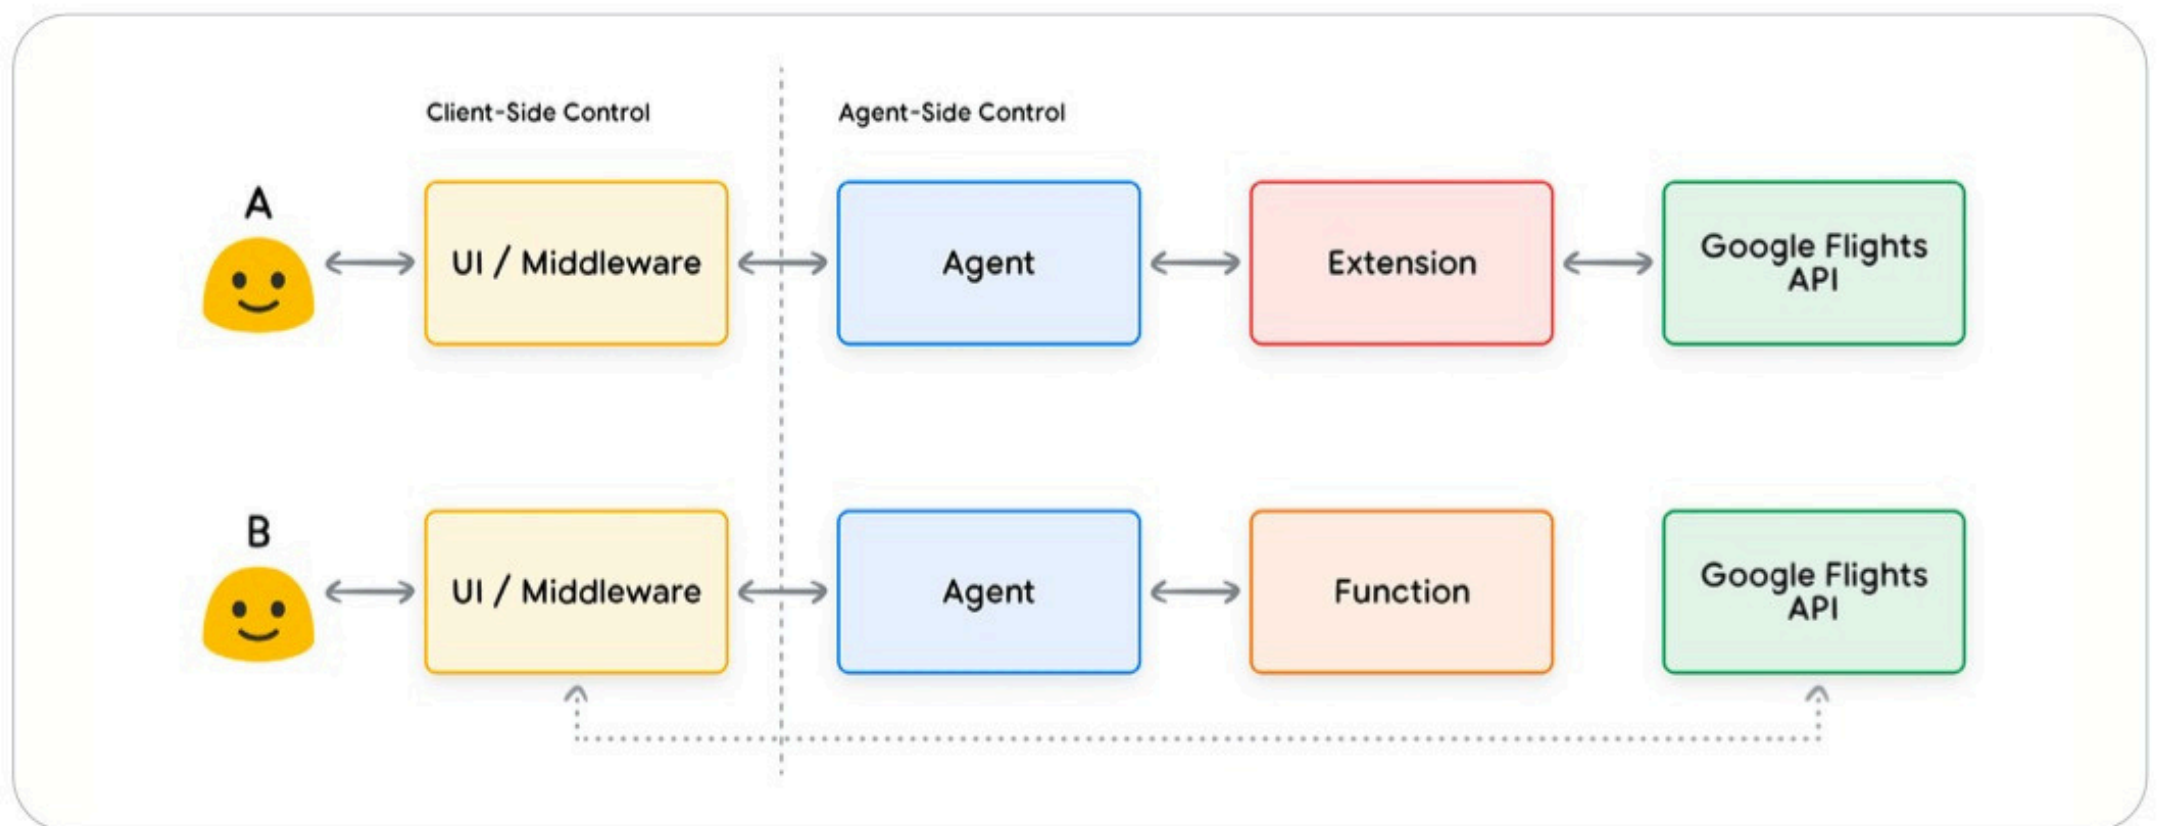 Client-Side Control
Agent-Side Control
A
UI / Middleware
Agent
Extension
Google Flights
API
B
UI / Middleware
Agent
Function
Google Flights
API